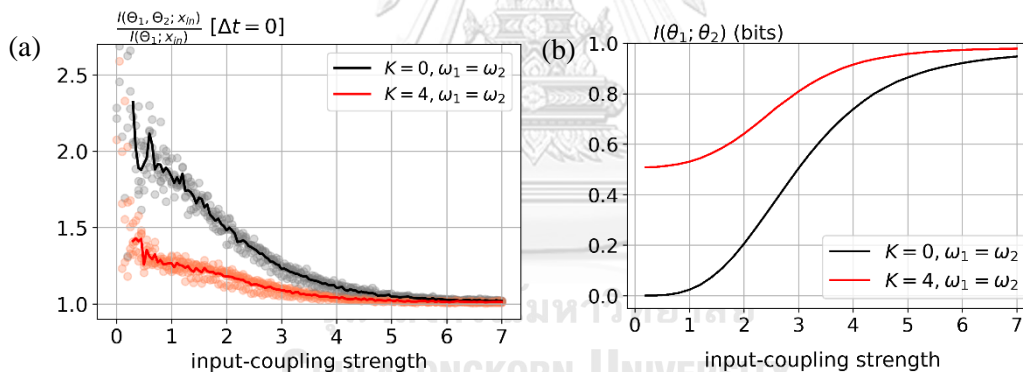 (a)
I(Θ₁, Θ₂; xᵢₙ)
I(Θ₁; xᵢₙ)
[Δt = 0]
K = 0, ω₁ = ω₂
K = 4, ω₁ = ω₂
2.5
2.0
1.5
1.0
0 1 2 3 4 5 6 7
input-coupling strength
(b)
I(θ₁; θ₂) (bits)
1.0
0.8
0.6
0.4
0.2
0.0
K = 0, ω₁ = ω₂
K = 4, ω₁ = ω₂
0 1 2 3 4 5 6 7
input-coupling strength